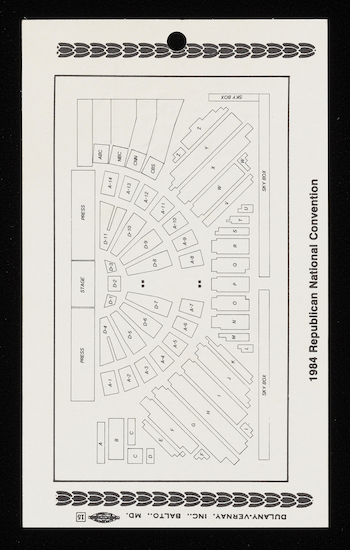 1984 Republican National Convention
SKY BOX
SKY BOX
SKY BOX
PRESS
STAGE
PRESS
ABC
NBC
CNN
CBS
A-14
A-13
A-12
A-11
A-10
A-9
A-8
D-11
D-10
D-9
D-8
D-3
D-2
D-1
D-4
D-5
D-6
D-7
A-1
A-2
A-3
A-4
A-5
A-6
A-7
Z
Y
X
W
V
U
T
S
R
Q
P
O
N
M
L
K
J
I
H
G
F
E
A
B
C
C
D
DULANY-VERNAY, INC., BALTO., MD.
15